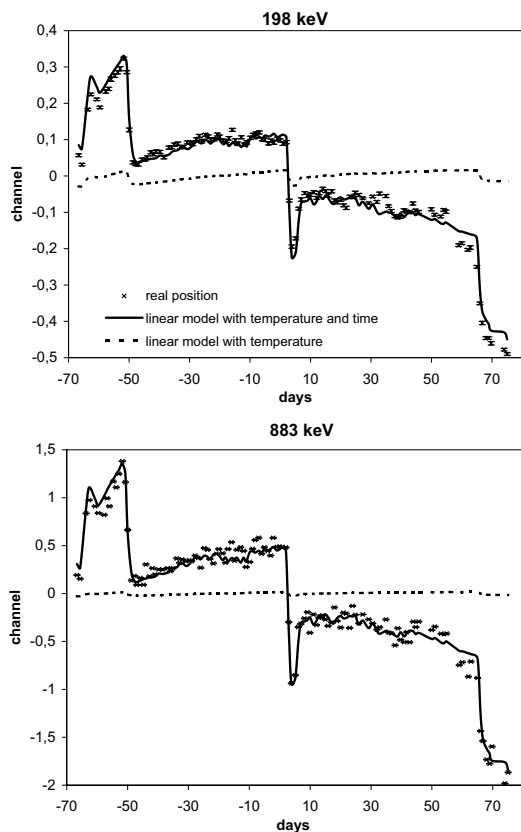 198 keV
0,4
0,3
0,2
0,1
0
-0,1
-0,2
-0,3
-0,4
-0,5
channel
real position
linear model with temperature and time
linear model with temperature
-70 -50 -30 -10 10 30 50 70
days
883 keV
1,5
1
0,5
0
-0,5
-1
-1,5
-2
channel
-70 -50 -30 -10 10 30 50 70
days